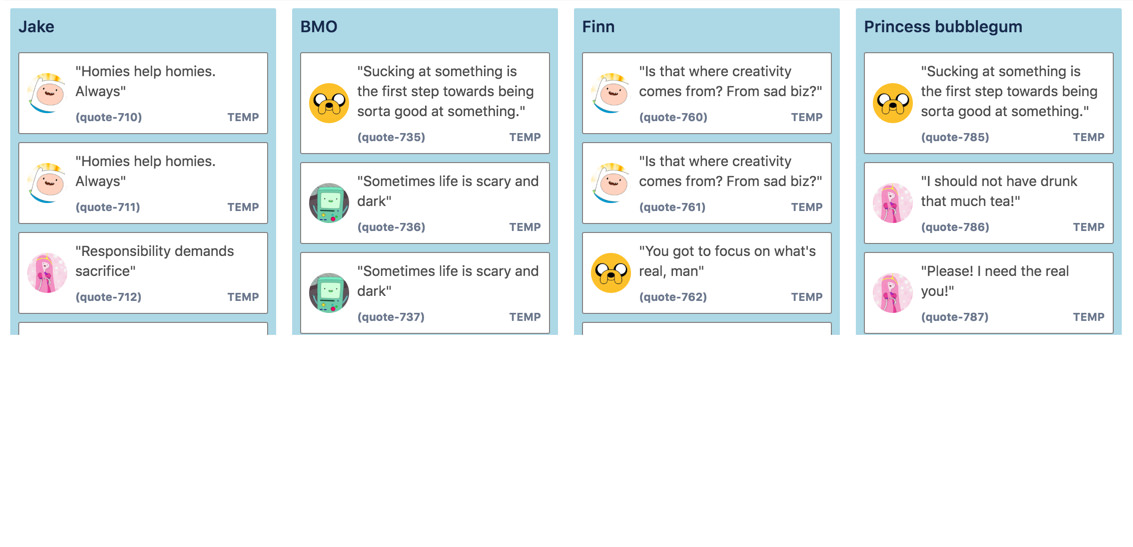 Jake
"Homies help homies.
Always"
(quote-710) TEMP
"Homies help homies.
Always"
(quote-711) TEMP
"Responsibility demands
sacrifice"
(quote-712) TEMP
BMO
"Sucking at something is
the first step towards being
sorta good at something."
(quote-735) TEMP
"Sometimes life is scary and
dark"
(quote-736) TEMP
"Sometimes life is scary and
dark"
(quote-737) TEMP
Finn
"Is that where creativity
comes from? From sad biz?"
(quote-760) TEMP
"Is that where creativity
comes from? From sad biz?"
(quote-761) TEMP
"You got to focus on what's
real, man"
(quote-762) TEMP
Princess bubblegum
"Sucking at something is
the first step towards being
sorta good at something."
(quote-785) TEMP
"I should not have drunk
that much tea!"
(quote-786) TEMP
"Please! I need the real
you!"
(quote-787) TEMP